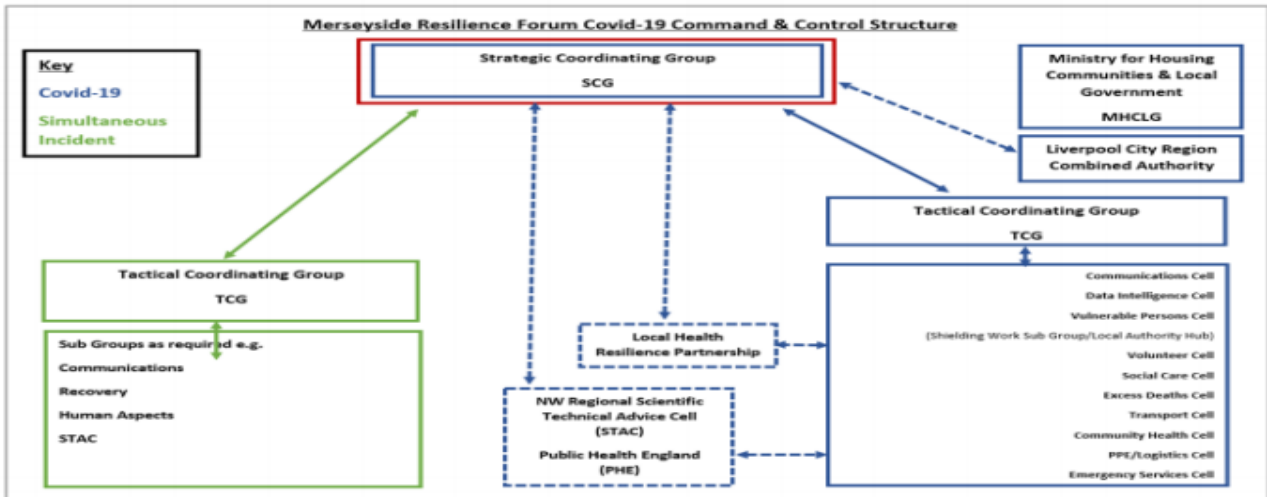 Merseyside Resilience Forum Covid-19 Command & Control Structure
Key
Covid-19
Simultaneous
Incident
Strategic Coordinating Group
SCG
Ministry for Housing
Communities & Local
Government
MHCLG
Liverpool City Region
Combined Authority
Tactical Coordinating Group
TCG
Tactical Coordinating Group
TCG
Sub Groups as required e.g.
Communications
Recovery
Human Aspects
STAC
Local Health
Resilience Partnership
NW Regional Scientific
Technical Advice Cell
(STAC)
Public Health England
(PHE)
Communications Cell
Data Intelligence Cell
Vulnerable Persons Cell
(Shielding Work Sub Group/Local Authority Hub)
Volunteer Cell
Social Care Cell
Excess Deaths Cell
Transport Cell
Community Health Cell
PPE/Logistics Cell
Emergency Services Cell